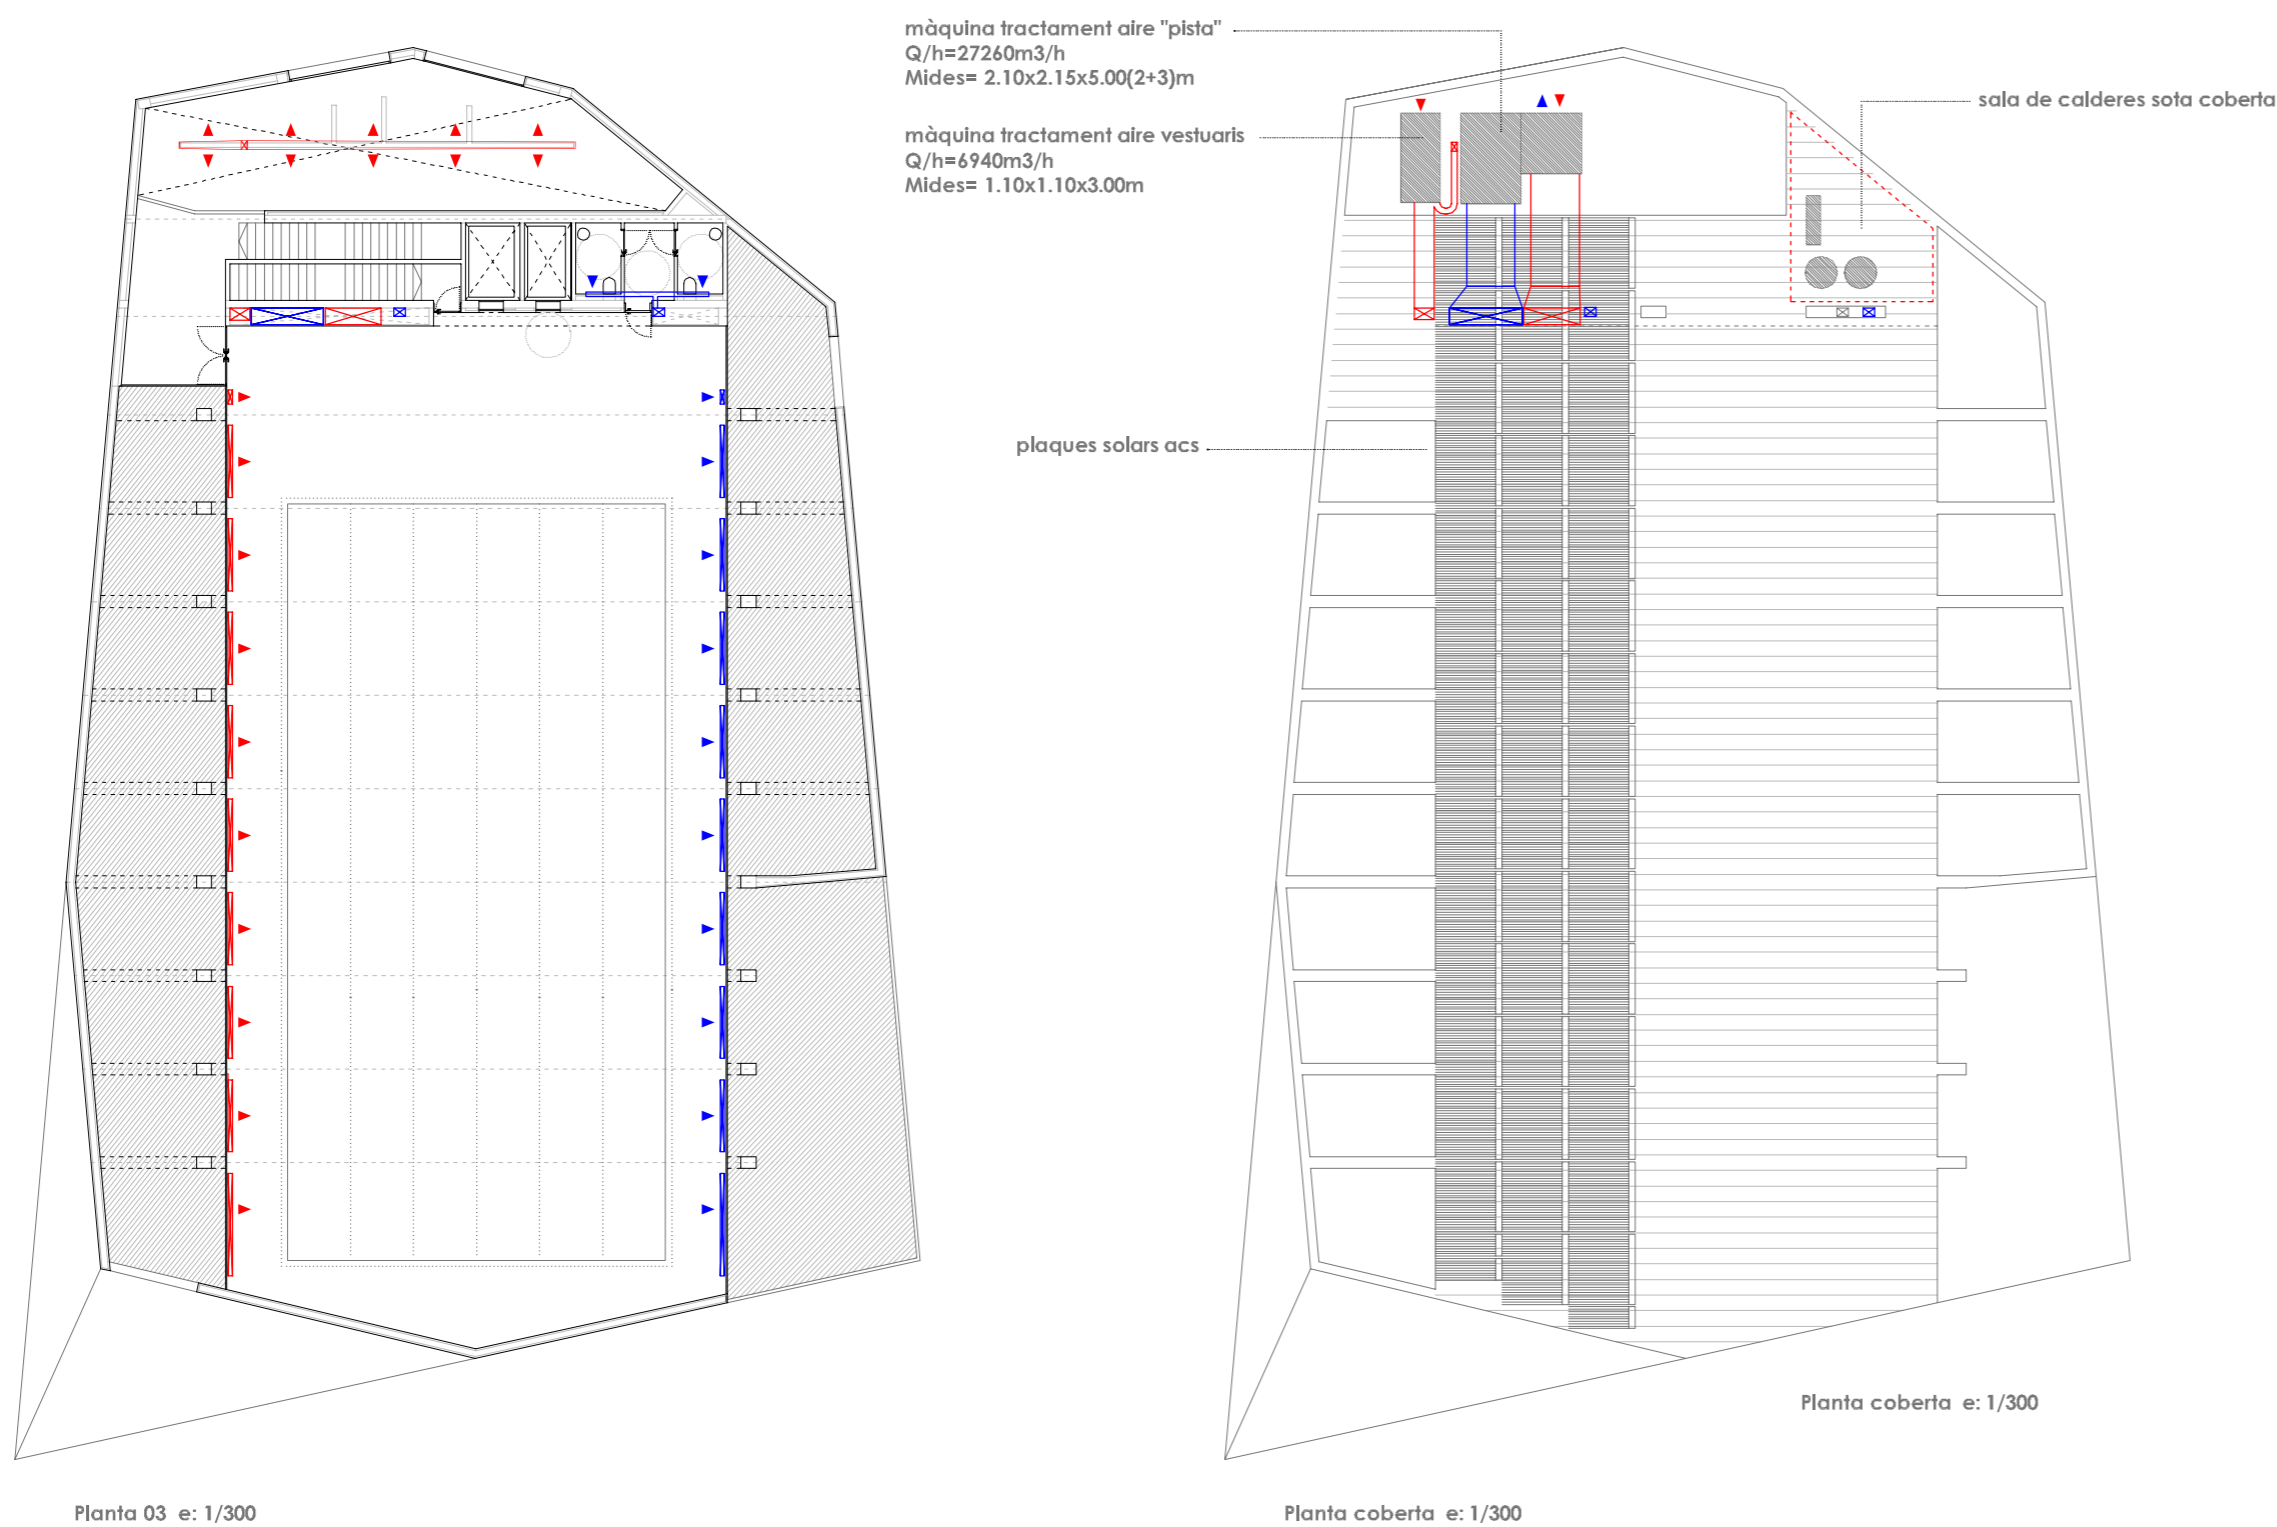 màquina tractament aire "pista"
Q/h=27260m3/h
Mides= 2.10x2.15x5.00(2+3)m
màquina tractament aire vestuaris
Q/h=6940m3/h
Mides= 1.10x1.10x3.00m
sala de calderes sota coberta
plaques solars acs
Planta coberta e: 1/300
Planta 03 e: 1/300
Planta coberta e: 1/300